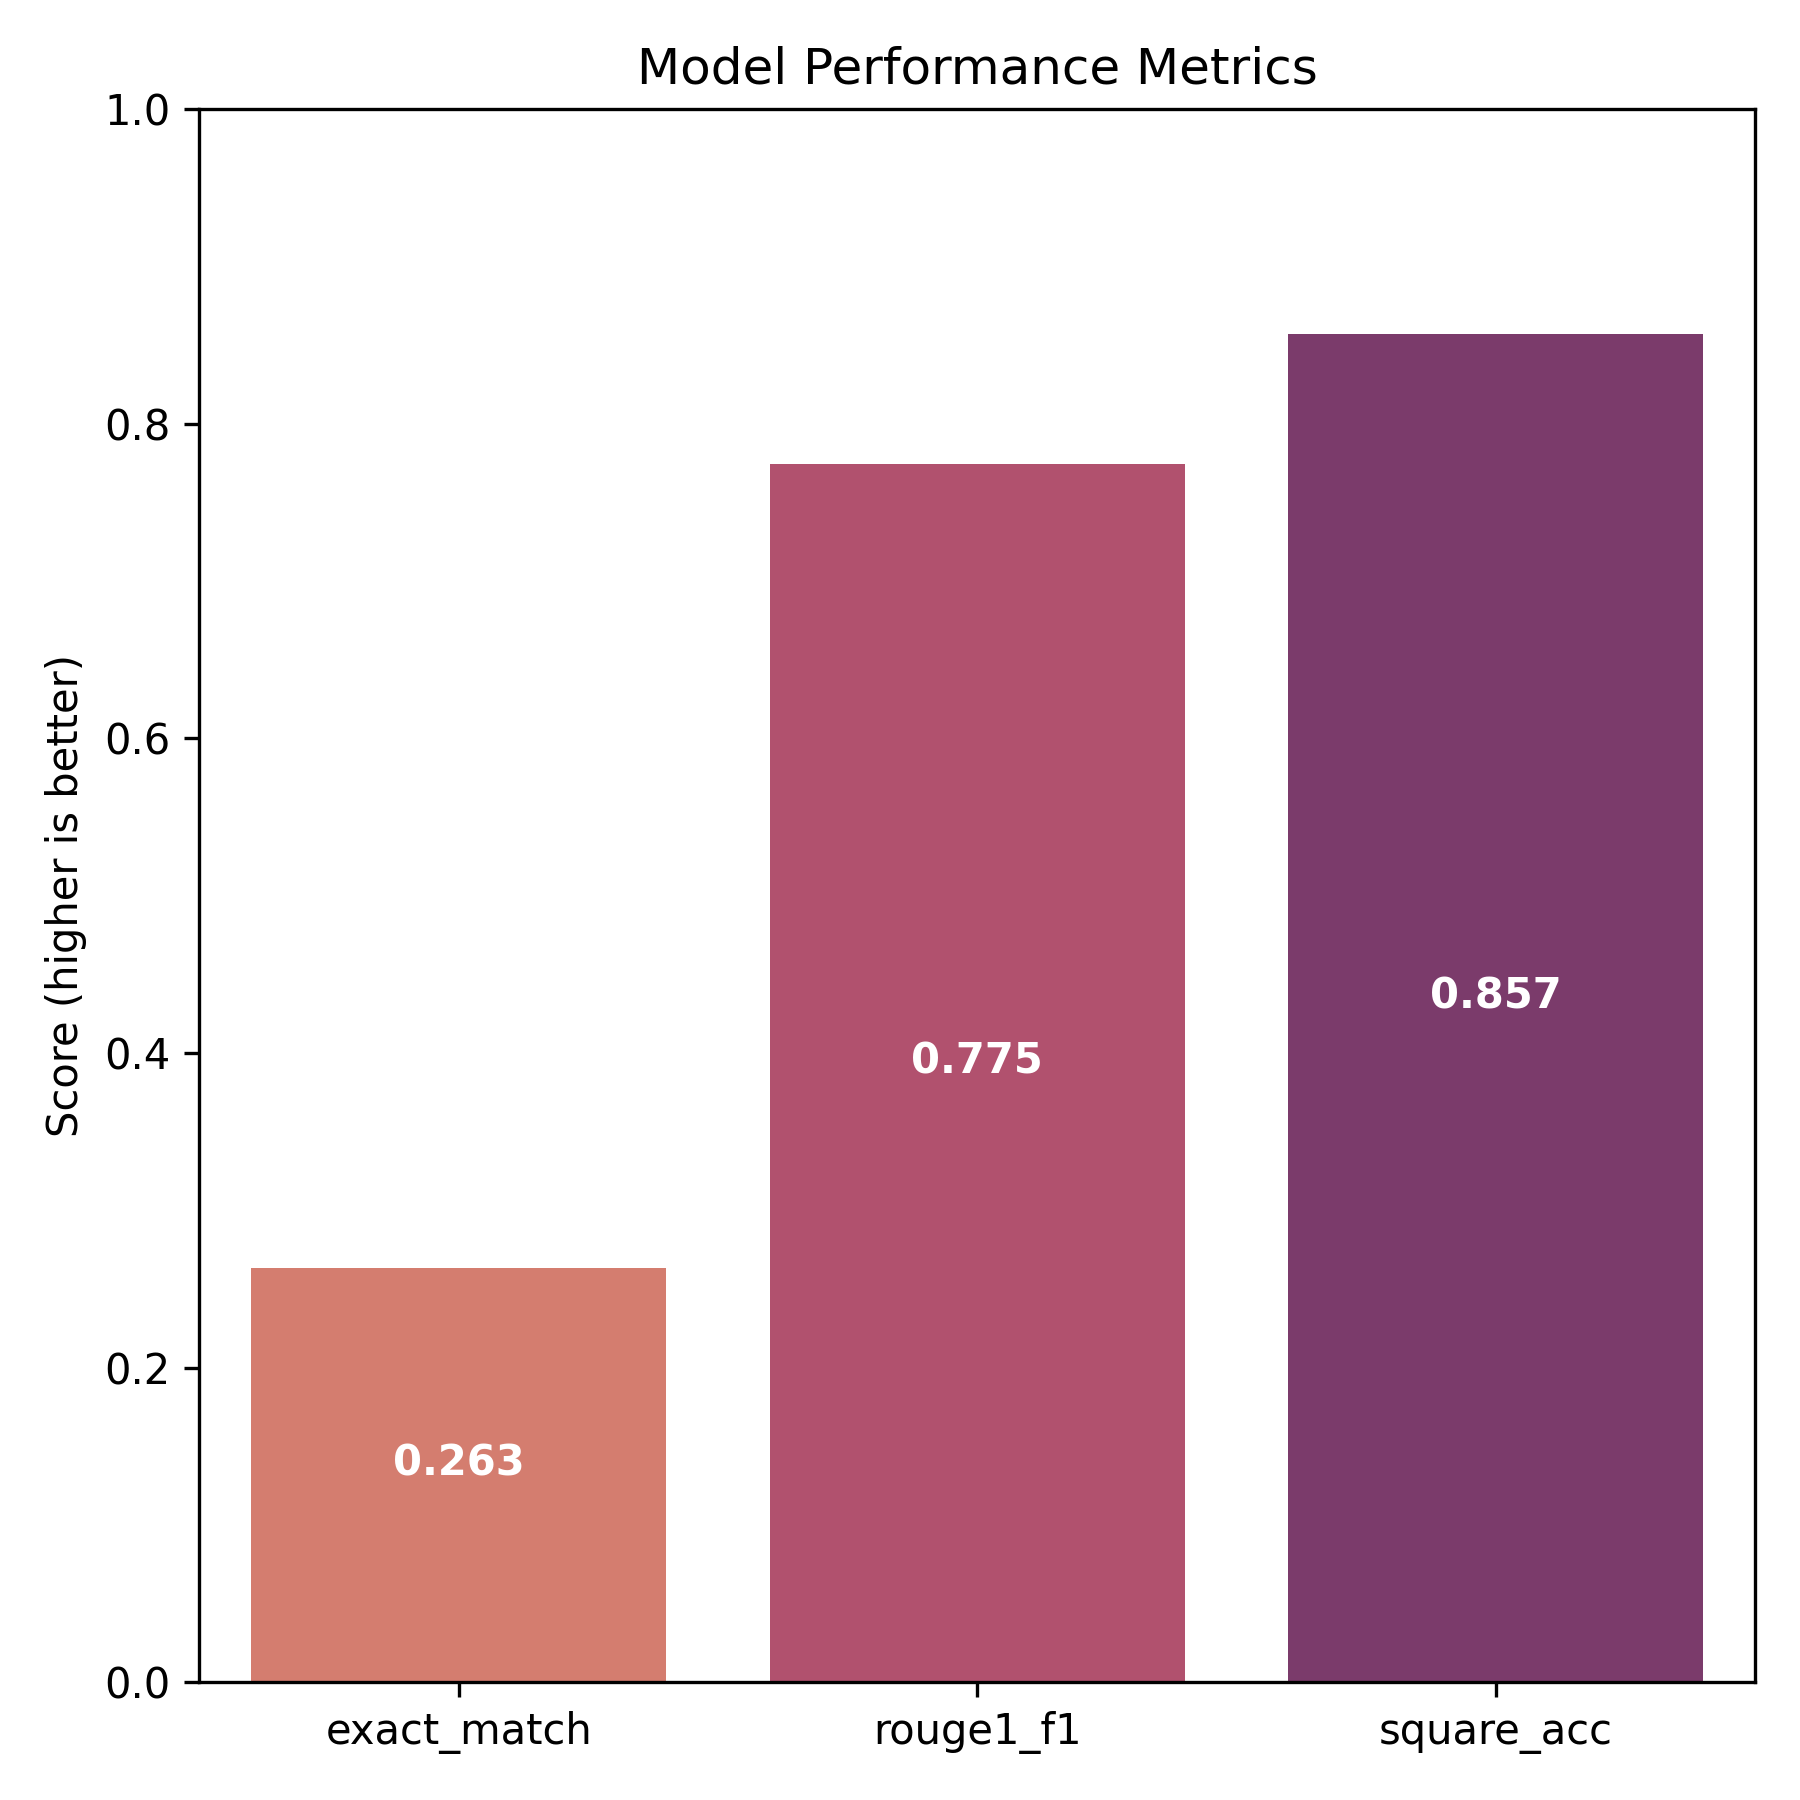 Model Performance Metrics
1.0
0.8
0.6
0.4
0.2
0.0
Score (higher is better)
0.263
0.775
0.857
exact_match
rouge1_f1
square_acc